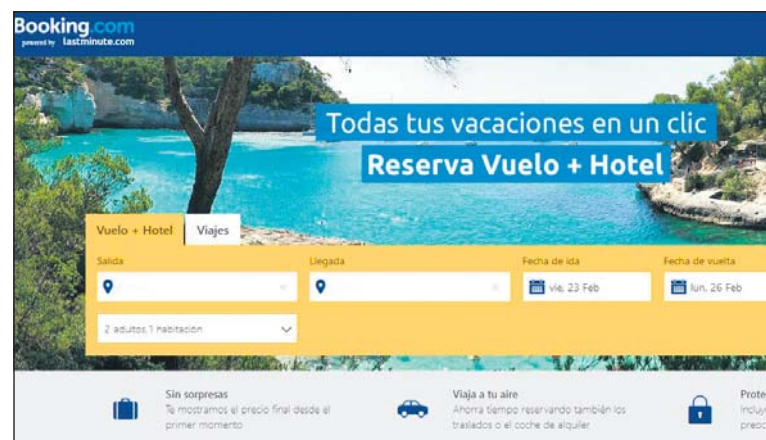 Booking.com
powered by lastminute.com
Todas tus vacaciones en un clic
Reserva Vuelo + Hotel
Vuelo + Hotel Viajes
Salida Llegada Fecha de ida Fecha de vuelta
vie, 23 Feb lun, 26 Feb
2 adultos,1 habitación
Sin sorpresas
Te mostramos el precio final desde el
primer momento
Viaja a tu aire
Ahorra tiempo reservando también los
traslados o el coche de alquiler